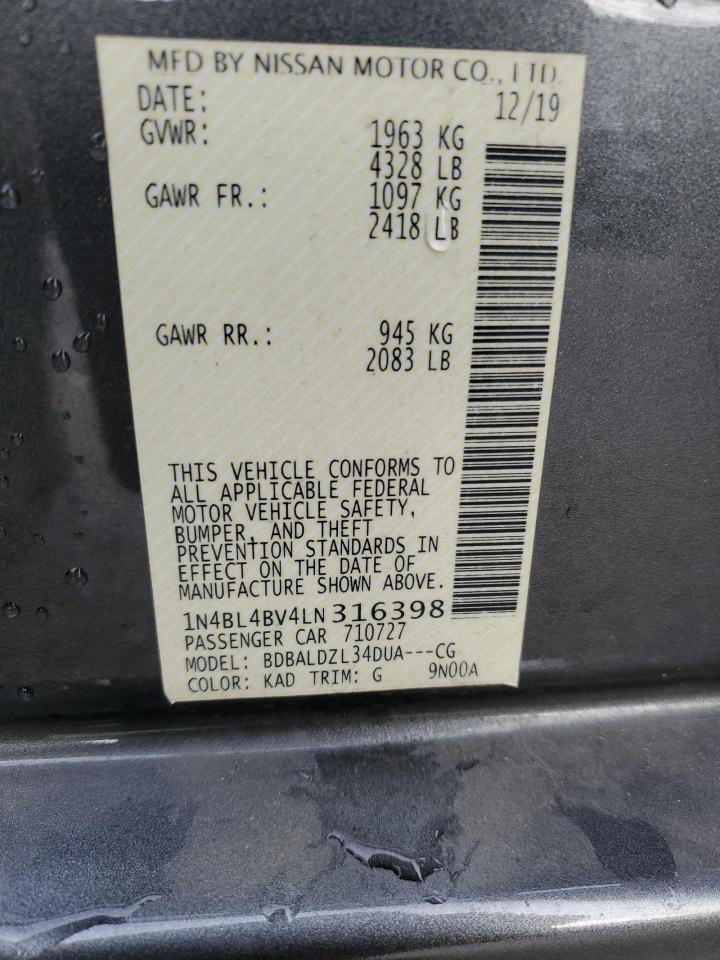 MFD BY NISSAN MOTOR CO., LTD.
DATE: 12/19
GVWR: 1963 KG
4328 LB
GAWR FR.: 1097 KG
2418 LB
GAWR RR.: 945 KG
2083 LB
THIS VEHICLE CONFORMS TO
ALL APPLICABLE FEDERAL
MOTOR VEHICLE SAFETY,
BUMPER, AND THEFT
PREVENTION STANDARDS IN
EFFECT ON THE DATE OF
MANUFACTURE SHOWN ABOVE.
1N4BL4BV4LN316398
PASSENGER CAR 710727
MODEL: BDBALDZL34DUA---CG
COLOR: KAD TRIM: G 9N00A